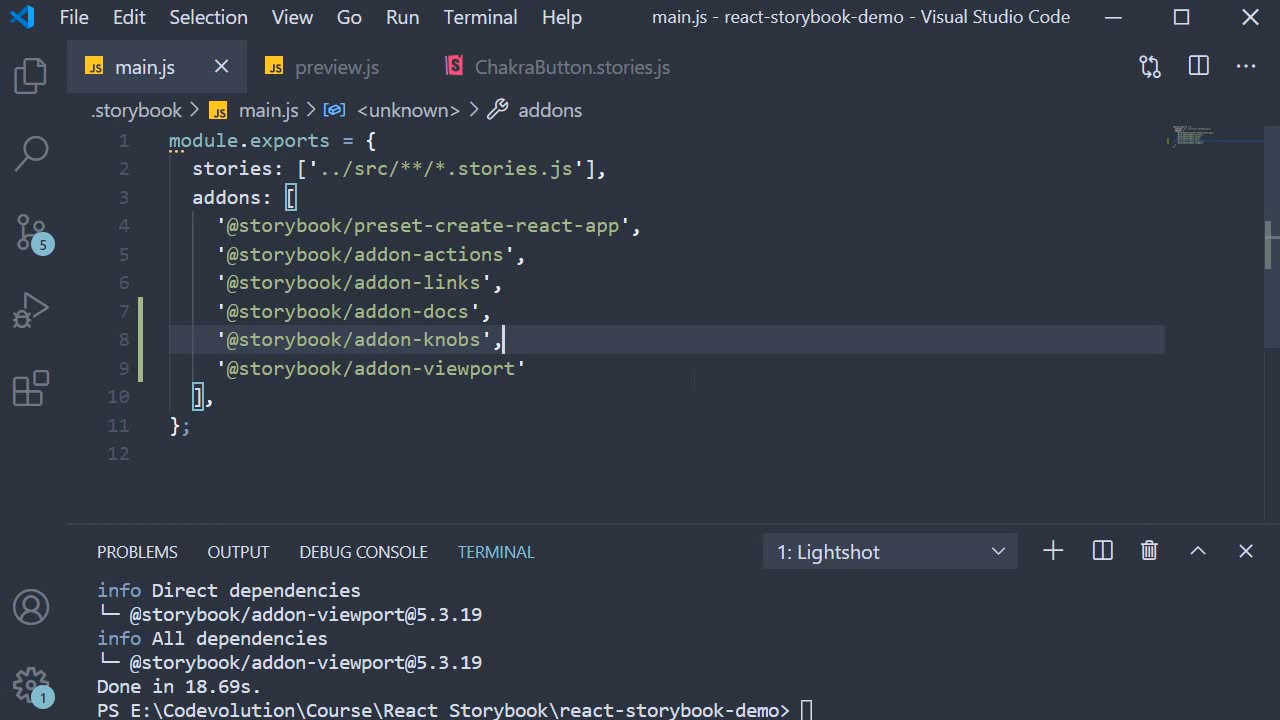 File Edit Selection View Go Run Terminal Help main.js - react-storybook-demo - Visual Studio Code
JS main.js JS preview.js S ChakraButton.stories.js
.storybook > JS main.js > <unknown> > addons
1 module.exports = {
2 stories: ['../src/**/*.stories.js'],
3 addons: [
4 '@storybook/preset-create-react-app',
5 '@storybook/addon-actions',
6 '@storybook/addon-links',
7 '@storybook/addon-docs',
8 '@storybook/addon-knobs',
9 '@storybook/addon-viewport'
10 ],
11 };
12
5
PROBLEMS OUTPUT DEBUG CONSOLE TERMINAL 1: Lightshot
info Direct dependencies
└─ @storybook/addon-viewport@5.3.19
info All dependencies
└─ @storybook/addon-viewport@5.3.19
Done in 18.69s.
1
PS E:\Codevolution\Course\React Storybook\react-storybook-demo>